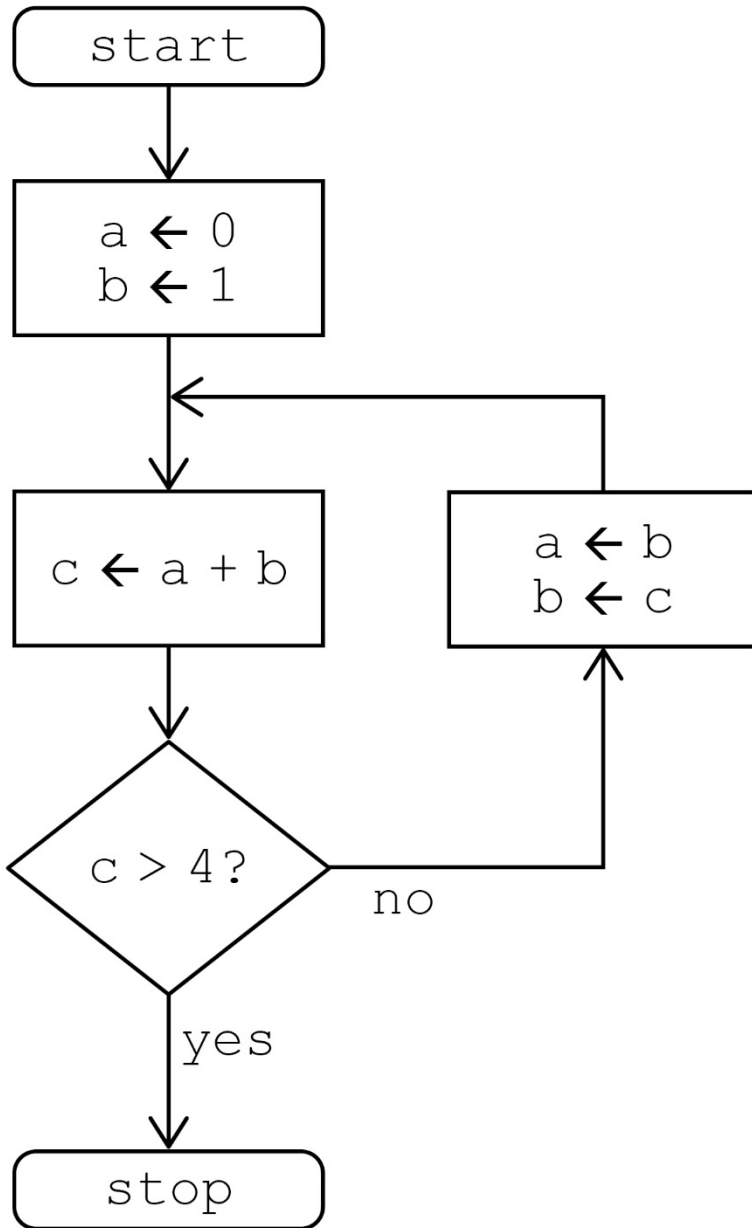 start
a ← 0
b ← 1
c ← a + b
a ← b
b ← c
c > 4?
no
yes
stop